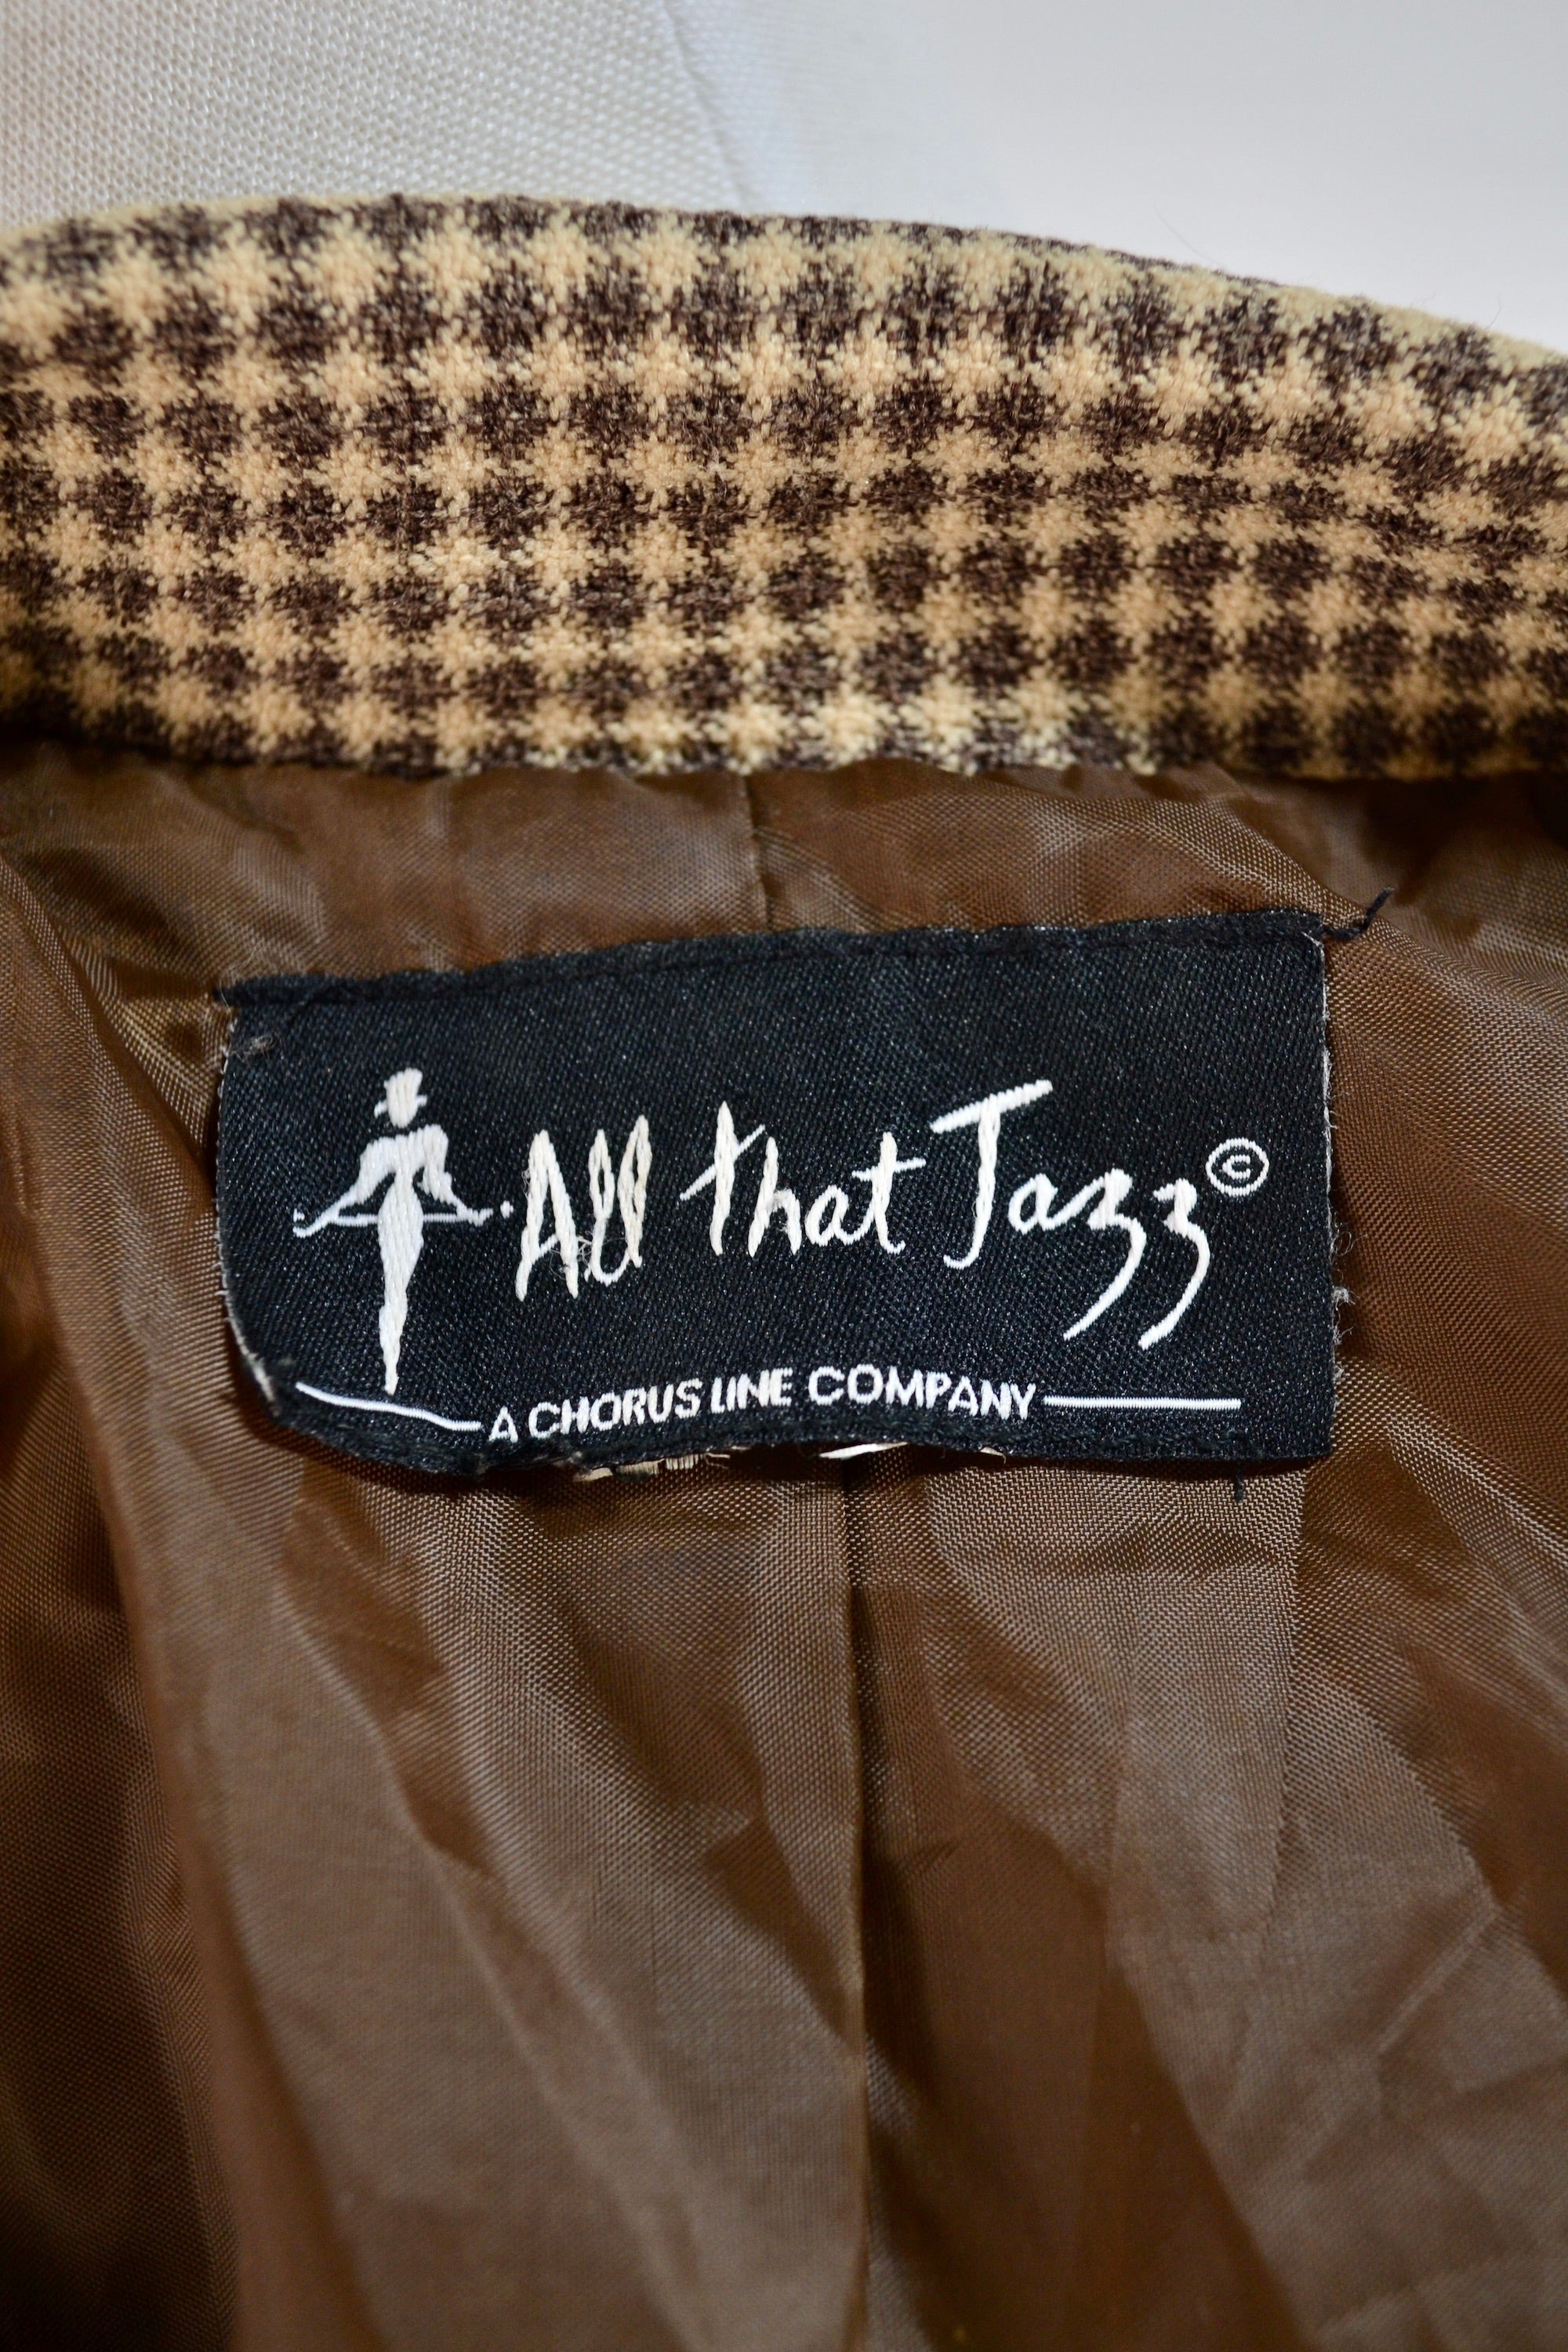 All That Jazz©
A CHORUS LINE COMPANY